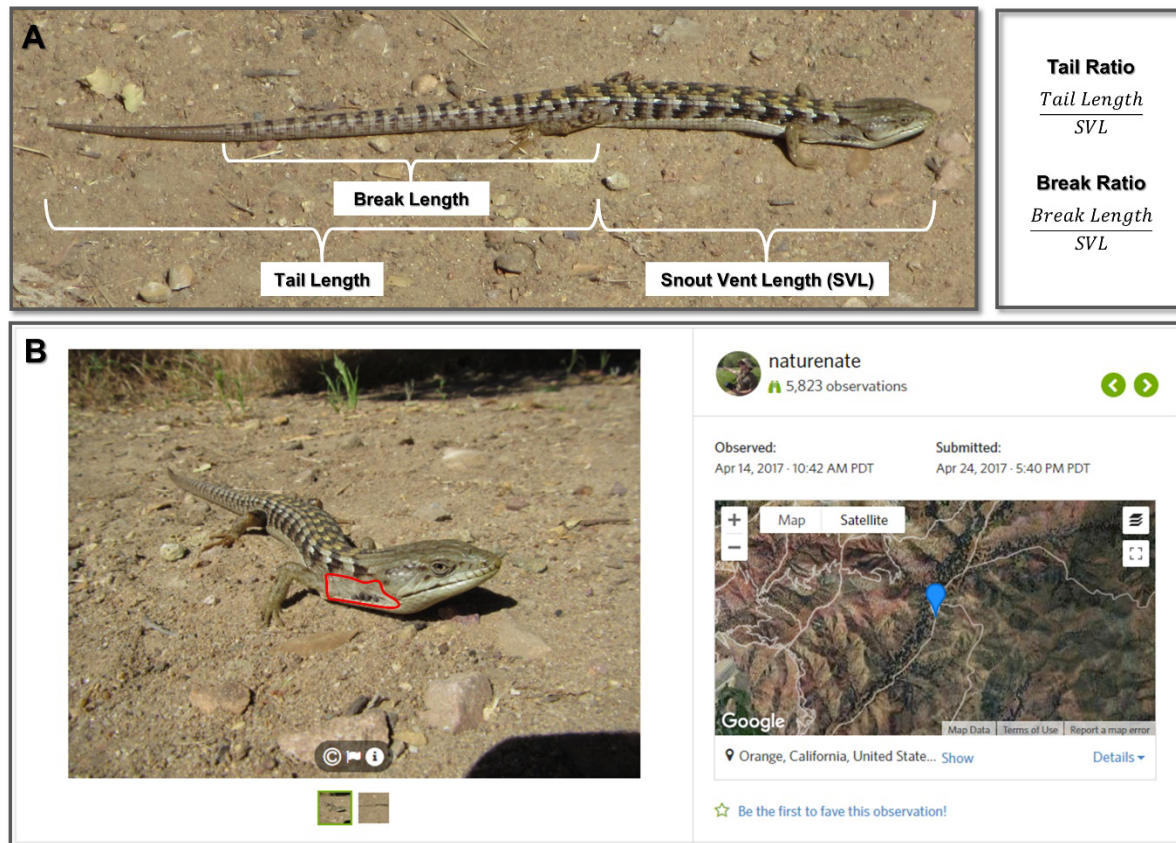 A
Break Length
Tail Length
Snout Vent Length (SVL)
Tail Ratio
Tail Length
SVL
Break Ratio
Break Length
SVL
B
naturenate
5,823 observations
Observed:
Apr 14, 2017 · 10:42 AM PDT
Submitted:
Apr 24, 2017 · 5:40 PM PDT
+
−
Map
Satellite
Google
Map Data
Terms of Use
Report a map error
Orange, California, United State... Show
Details
Be the first to fave this observation!